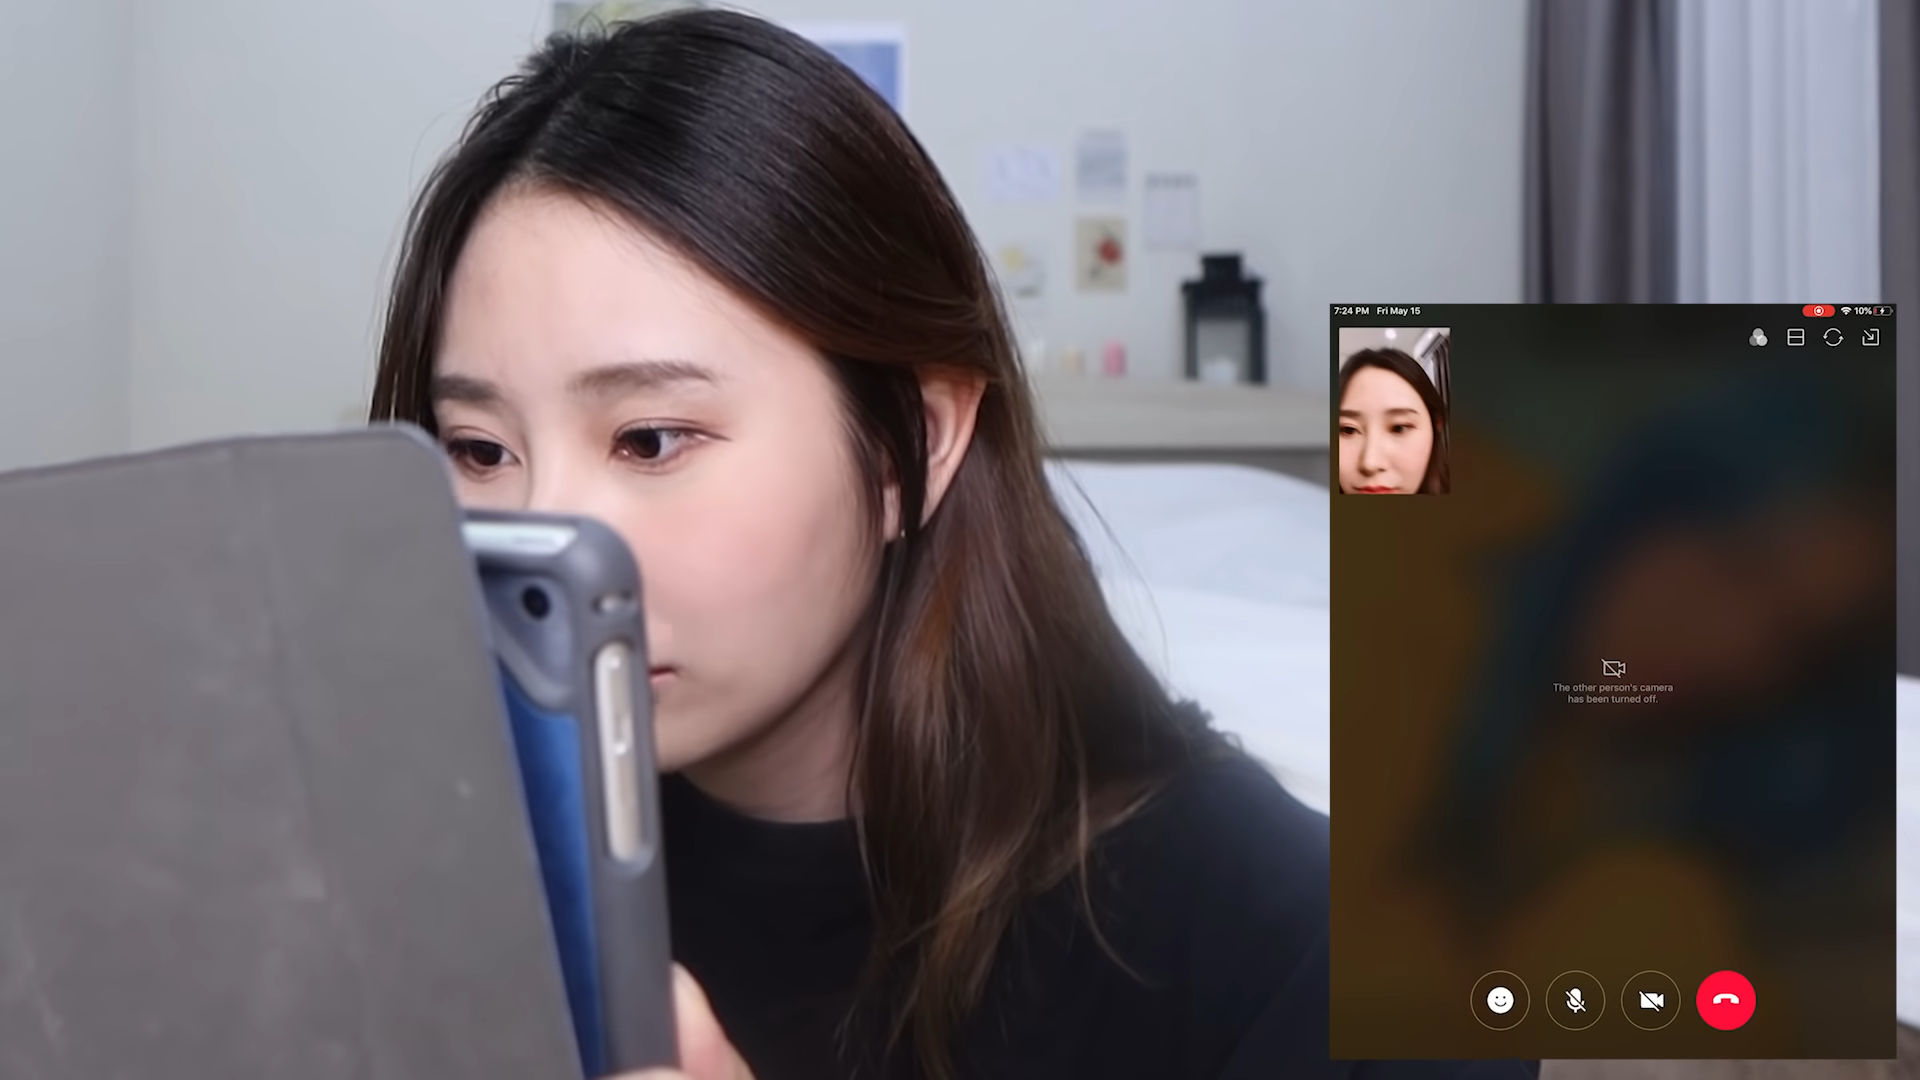 7:24 PM Fri May 15
10%
The other person's camera
has been turned off.